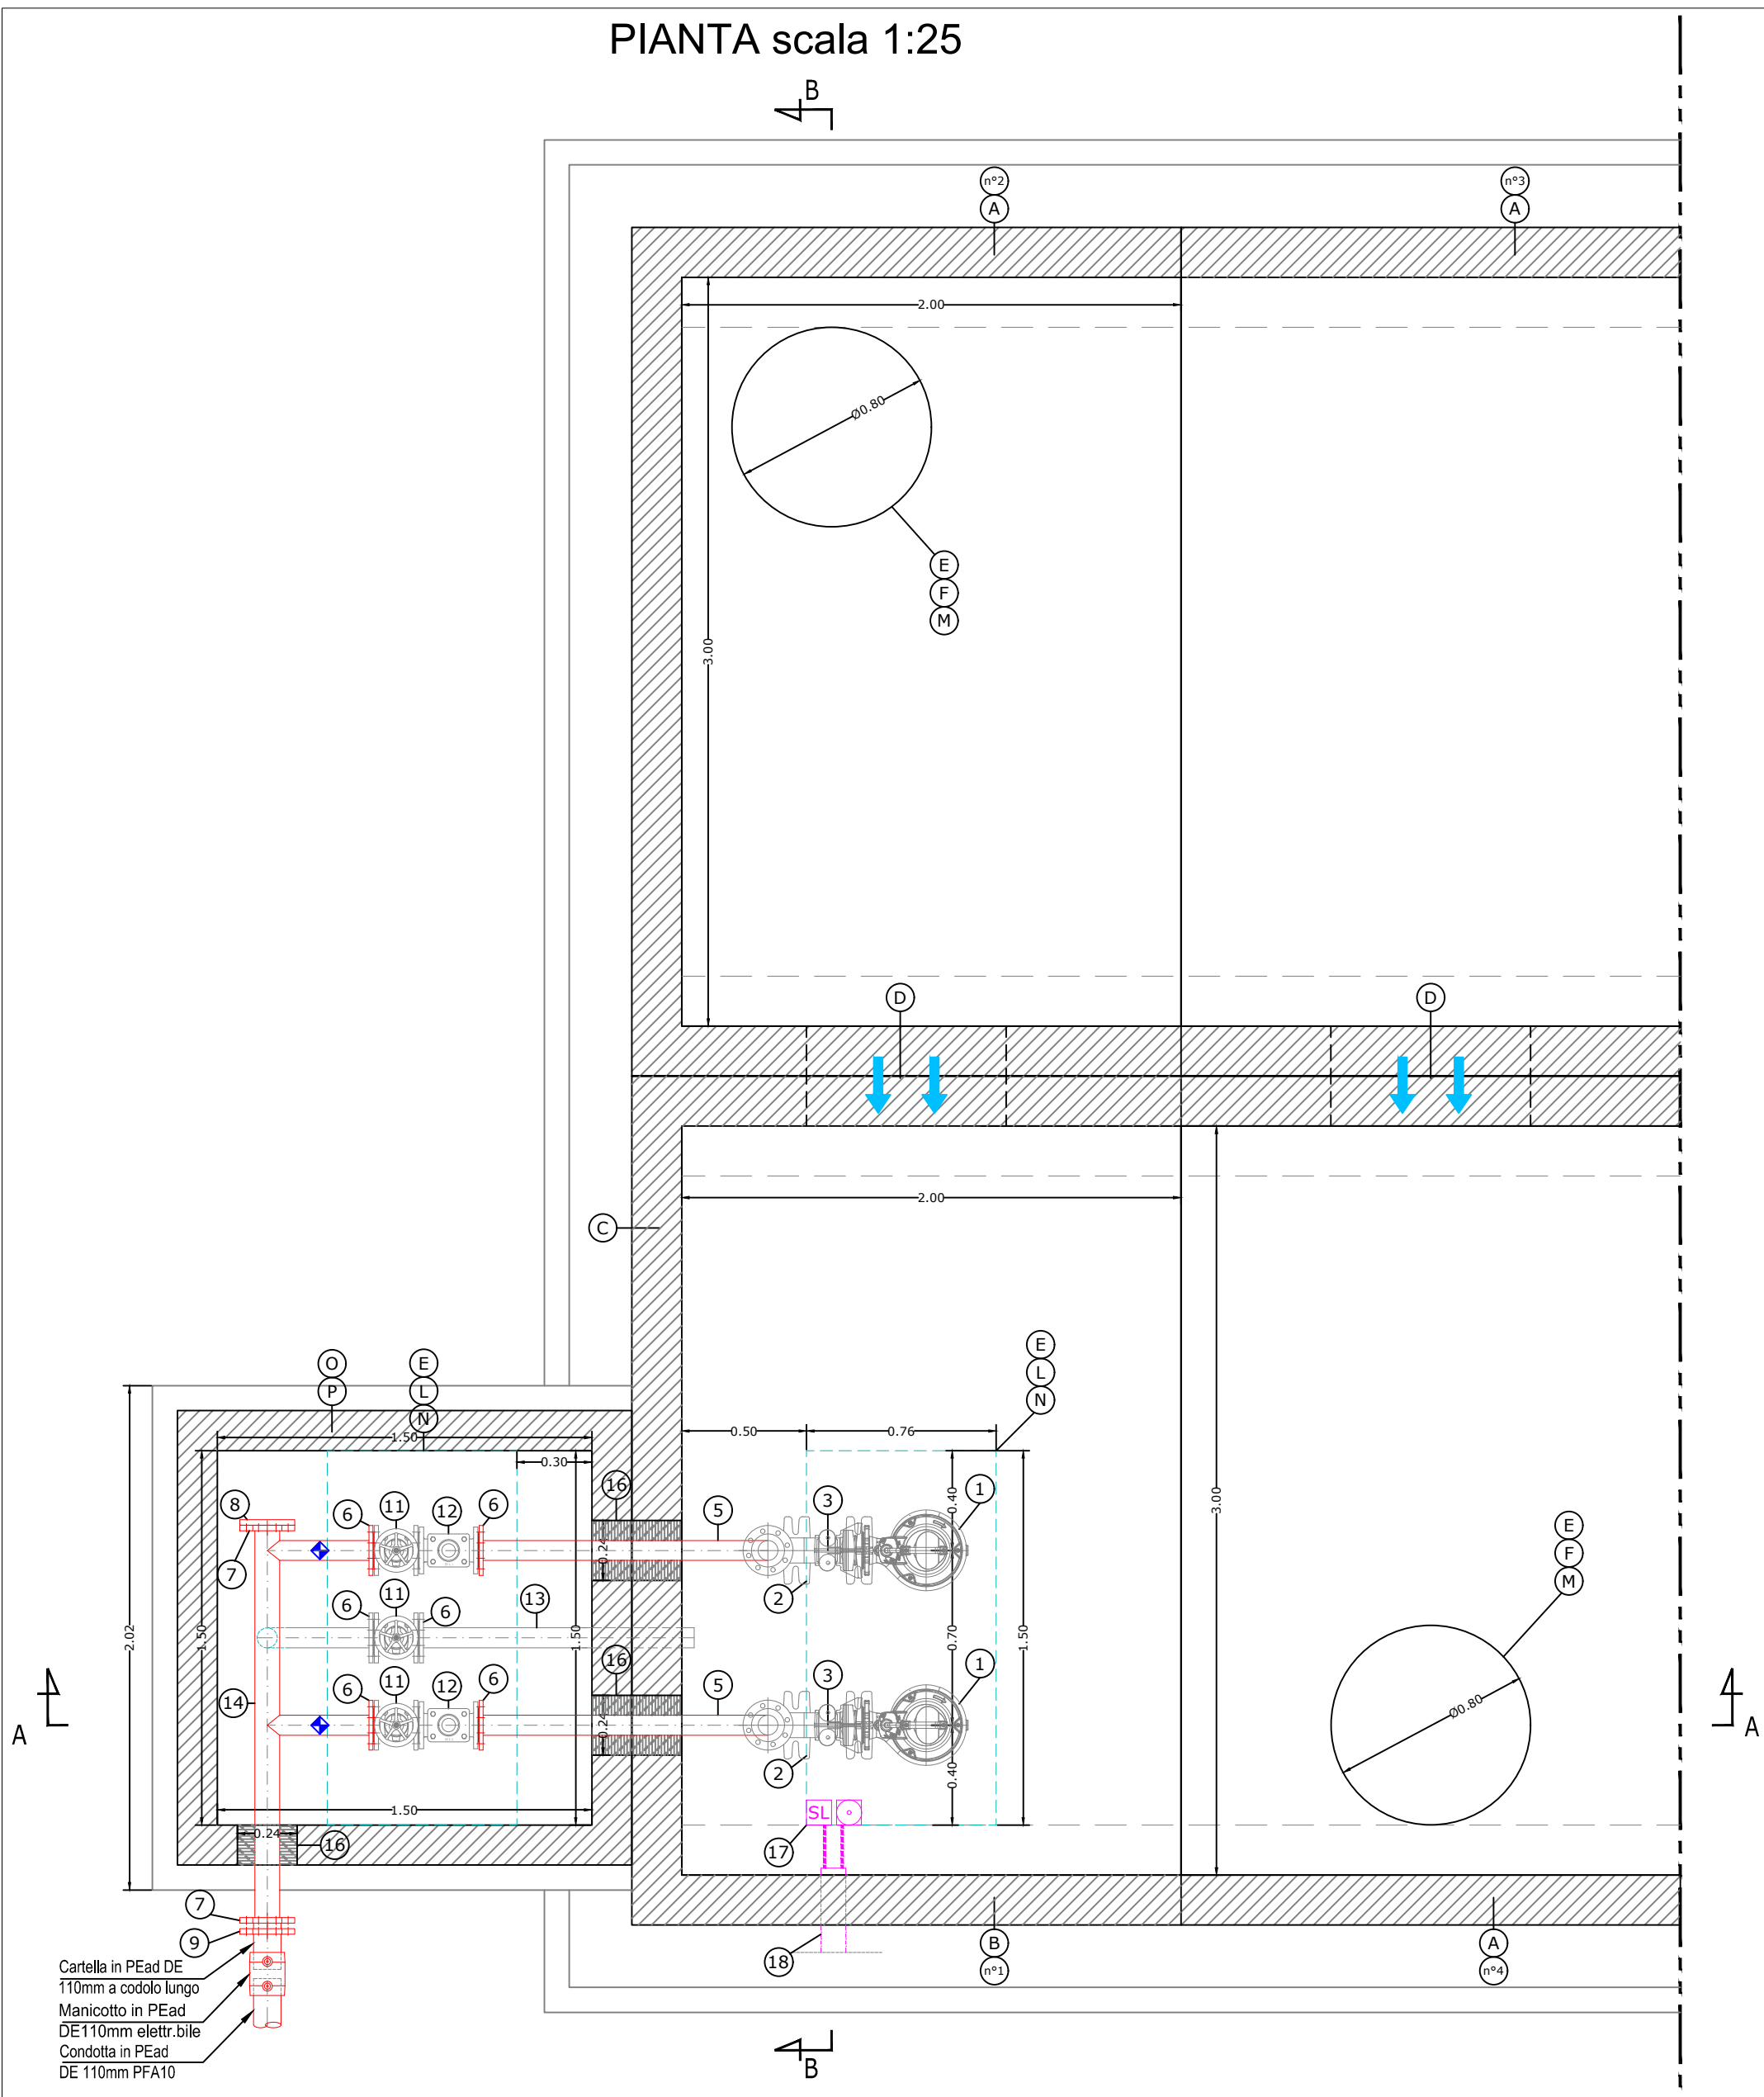 PIANTA scala 1:25
B
n°2
A
n°3
A
2.00
Ø0.80
E
F
M
3.00
D
D
2.00
C
O
P
E
L
N
E
L
N
1.50
0.50
0.76
0.30
16
8
6
11
12
6
5
3
0.40
1
3.00
E
F
M
7
0.24
2
6
11
6
13
2.02
1.50
1.50
0.70
1.50
16
6
11
12
6
5
3
1
14
0.24
Ø0.80
A
A
2
0.40
1.50
SL
0.24
16
17
7
9
18
B
n°1
A
n°4
Cartella in PEad DE
110mm a codolo lungo
Manicotto in PEad
DE110mm elettr.bile
Condotta in PEad
DE 110mm PFA10
B